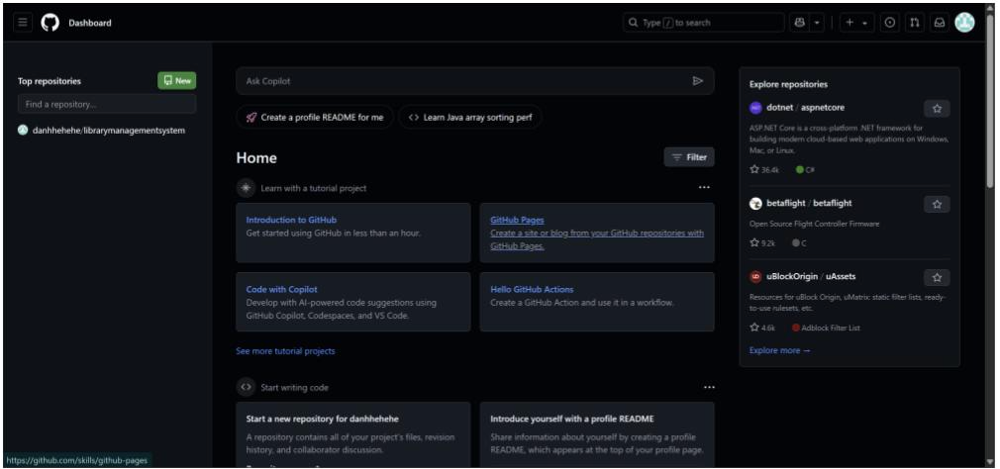 Dashboard
Type / to search
Top repositories
New
Find a repository...
danhhehehe/librarymanagementsystem
Ask Copilot
Create a profile README for me
Learn Java array sorting perf
Home
Filter
Learn with a tutorial project
Introduction to GitHub
Get started using GitHub in less than an hour.
GitHub Pages
Create a site or blog from your GitHub repositories with
GitHub Pages.
Code with Copilot
Develop with AI-powered code suggestions using
GitHub Copilot, Codespaces, and VS Code.
Hello GitHub Actions
Create a GitHub Action and use it in a workflow.
See more tutorial projects
Start writing code
Start a new repository for danhhehehe
A repository contains all of your project's files, revision
history, and collaborator discussion.
Introduce yourself with a profile README
Share information about yourself by creating a profile
README, which appears at the top of your profile page.
Explore repositories
dotnet / aspnetcore
ASP.NET Core is a cross-platform .NET framework for
building modern cloud-based web applications on Windows,
Mac, or Linux.
36.4k C#
betaflight / betaflight
Open Source Flight Controller Firmware
9.2k C
uBlockOrigin / uAssets
Resources for uBlock Origin, uMatrix: static filter lists, ready-
to-use rulesets, etc.
4.6k Adblock Filter List
Explore more →
https://github.com/skills/github-pages